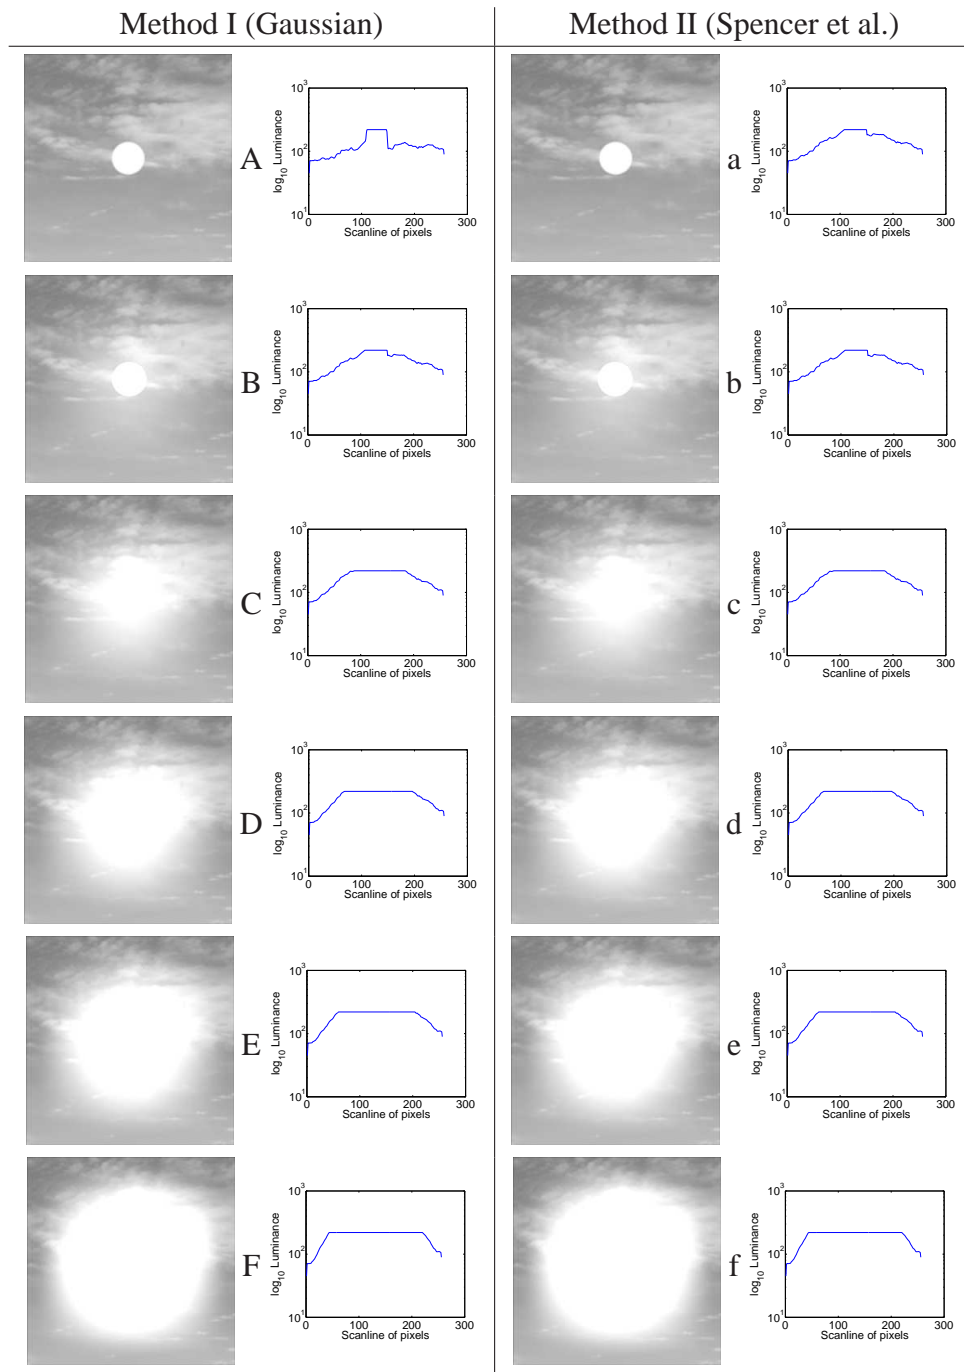 Method I (Gaussian)
Method II (Spencer et al.)
A
log10 Luminance
10^3
10^2
10^1
0 100 200 300
Scanline of pixels
a
log10 Luminance
10^3
10^2
10^1
0 100 200 300
Scanline of pixels
B
log10 Luminance
10^3
10^2
10^1
0 100 200 300
Scanline of pixels
b
log10 Luminance
10^3
10^2
10^1
0 100 200 300
Scanline of pixels
C
log10 Luminance
10^3
10^2
10^1
0 100 200 300
Scanline of pixels
c
log10 Luminance
10^3
10^2
10^1
0 100 200 300
Scanline of pixels
D
log10 Luminance
10^3
10^2
10^1
0 100 200 300
Scanline of pixels
d
log10 Luminance
10^3
10^2
10^1
0 100 200 300
Scanline of pixels
E
log10 Luminance
10^3
10^2
10^1
0 100 200 300
Scanline of pixels
e
log10 Luminance
10^3
10^2
10^1
0 100 200 300
Scanline of pixels
F
log10 Luminance
10^3
10^2
10^1
0 100 200 300
Scanline of pixels
f
log10 Luminance
10^3
10^2
10^1
0 100 200 300
Scanline of pixels